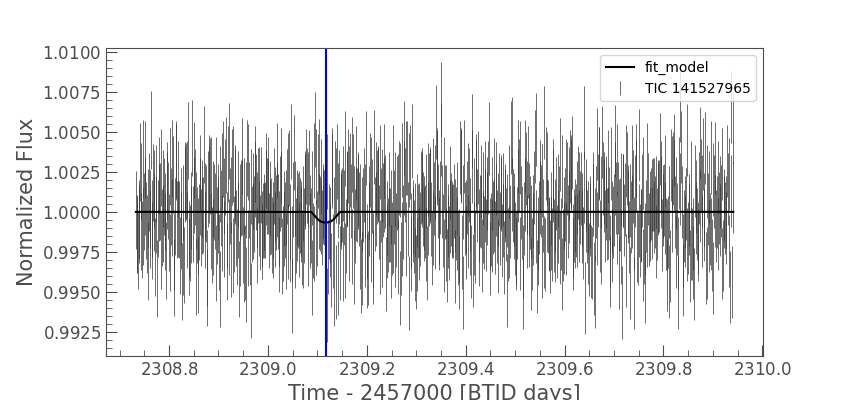 1.0100
1.0075
1.0050
1.0025
1.0000
0.9975
0.9950
0.9925
Normalized Flux
fit_model
TIC 141527965
2308.8 2309.0 2309.2 2309.4 2309.6 2309.8 2310.0
Time - 2457000 [BTJD days]